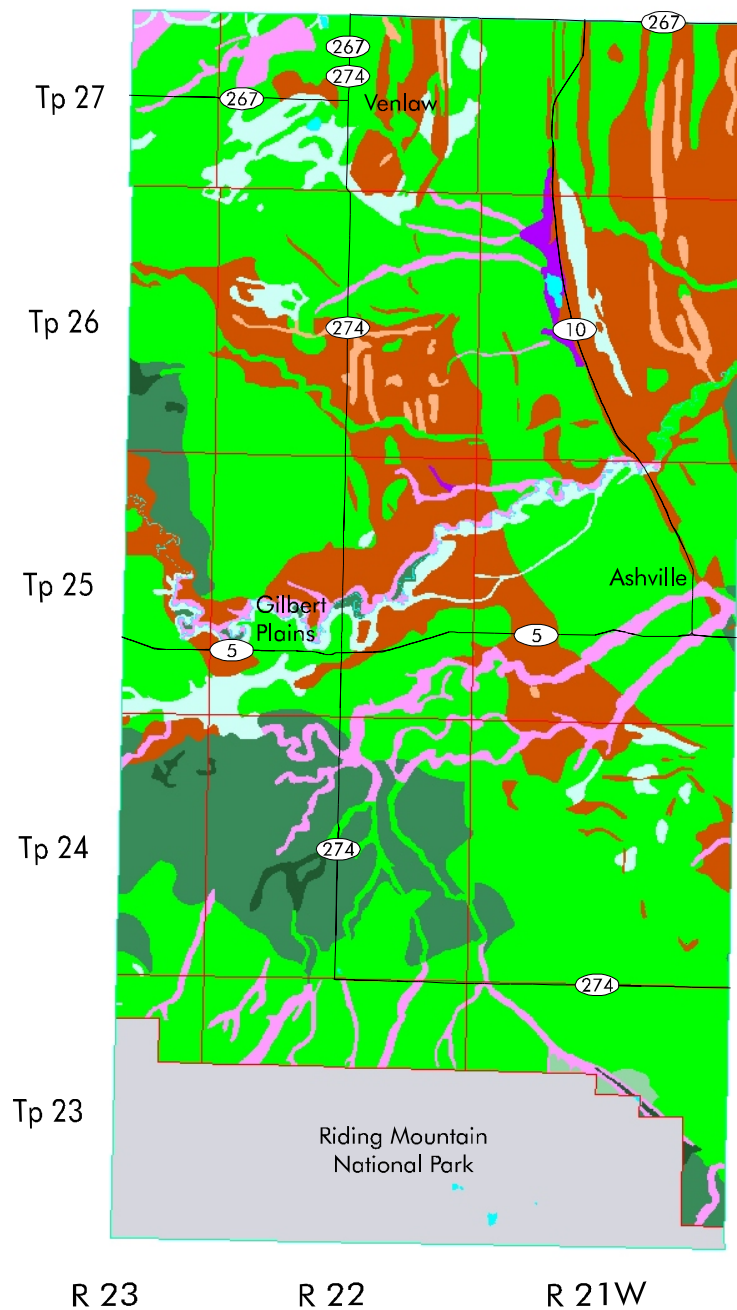 267
267
274
Tp 27
267
Venlaw
Tp 26
274
10
Tp 25
Ashville
Gilbert
Plains
5
5
Tp 24
274
274
Tp 23
Riding Mountain
National Park
R 23
R 22
R 21W